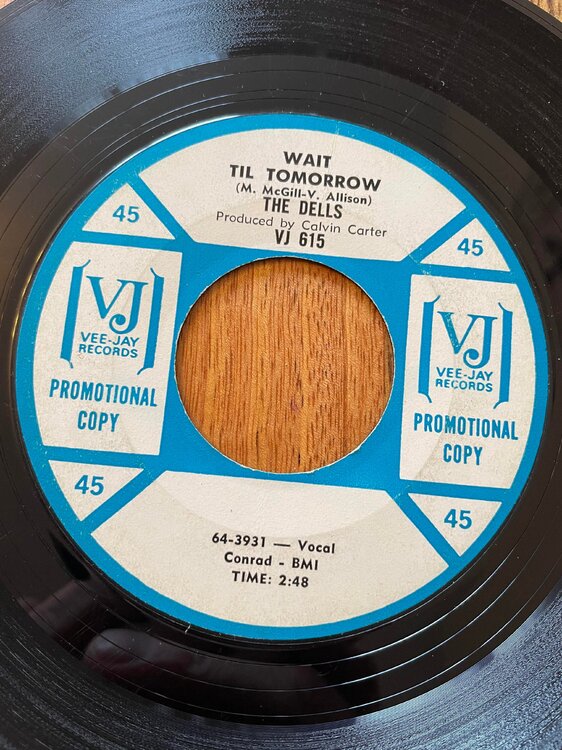 WAIT
TIL TOMORROW
(M. McGill-V. Allison)
THE DELLS
Produced by Calvin Carter
VJ 615
45
45
VJ
VEE-JAY
RECORDS
PROMOTIONAL
COPY
VJ
VEE-JAY
RECORDS
PROMOTIONAL
COPY
45
45
64-3931 — Vocal
Conrad - BMI
TIME: 2:48